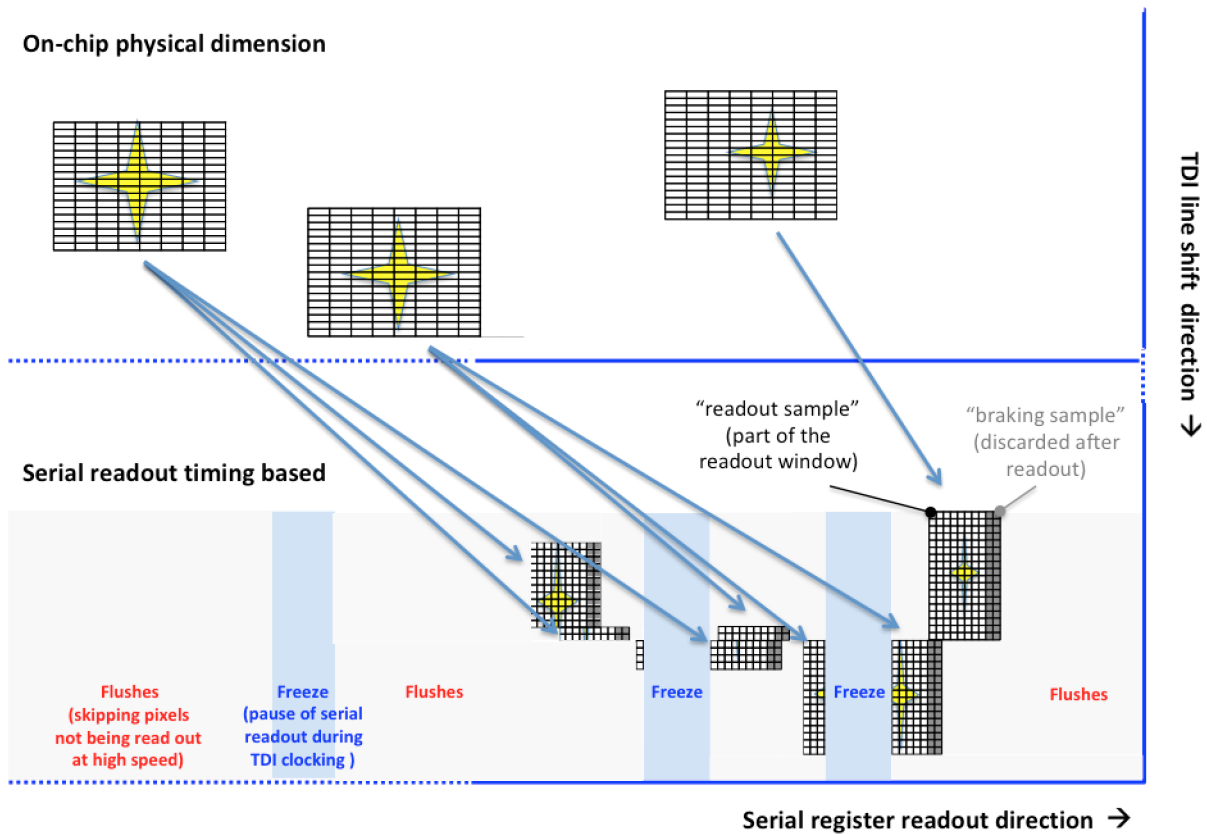 On-chip physical dimension
TDI line shift direction →
“readout sample”
(part of the
readout window)
“braking sample”
(discarded after
readout)
Serial readout timing based
Flushes
(skipping pixels
not being read out
at high speed)
Freeze
(pause of serial
readout during
TDI clocking )
Flushes
Freeze
Freeze
Flushes
Serial register readout direction →